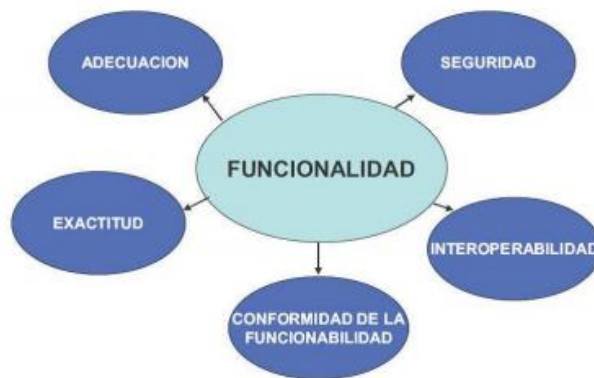 ADECUACION
SEGURIDAD
FUNCIONALIDAD
EXACTITUD
INTEROPERABILIDAD
CONFORMIDAD DE LA
FUNCIONABILIDAD